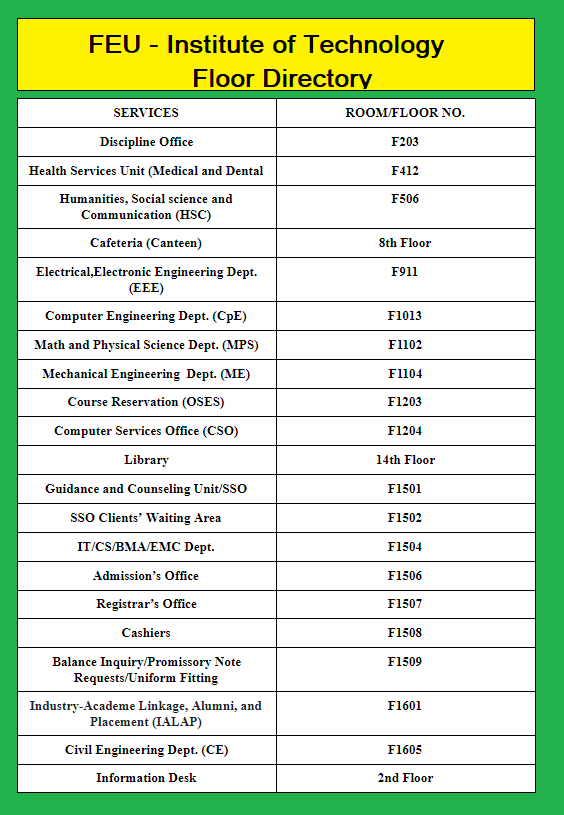 FEU - Institute of Technology
Floor Directory
SERVICES ROOM/FLOOR NO.
Discipline Office F203
Health Services Unit (Medical and Dental F412
Humanities, Social science and F506
Communication (HSC)
Cafeteria (Canteen) 8th Floor
Electrical,Electronic Engineering Dept. F911
(EEE)
Computer Engineering Dept. (CpE) F1013
Math and Physical Science Dept. (MPS) F1102
Mechanical Engineering Dept. (ME) F1104
Course Reservation (OSES) F1203
Computer Services Office (CSO) F1204
Library 14th Floor
Guidance and Counseling Unit/SSO F1501
SSO Clients’ Waiting Area F1502
IT/CS/BMA/EMC Dept. F1504
Admission’s Office F1506
Registrar’s Office F1507
Cashiers F1508
Balance Inquiry/Promissory Note F1509
Requests/Uniform Fitting
Industry-Academe Linkage, Alumni, and F1601
Placement (IALAP)
Civil Engineering Dept. (CE) F1605
Information Desk 2nd Floor